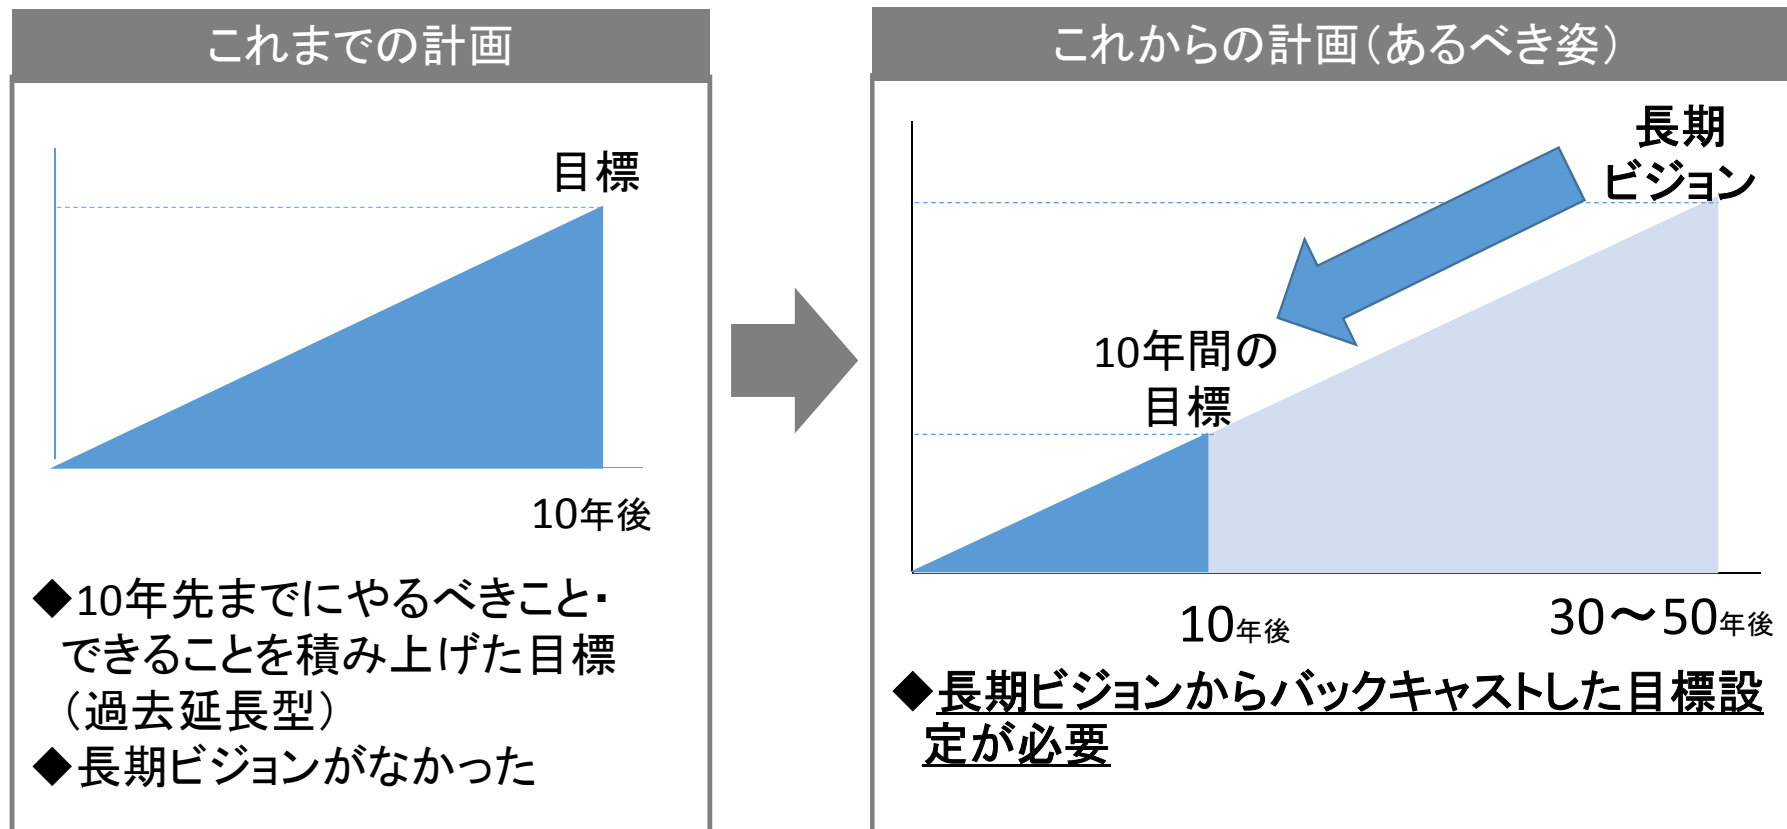 これまでの計画
目標
10年後
◆10年先までにやるべきこと・
できることを積み上げた目標
（過去延長型）
◆長期ビジョンがなかった
これからの計画（あるべき姿）
長期
ビジョン
10年間の
目標
10年後
30～50年後
◆長期ビジョンからバックキャストした目標設
定が必要